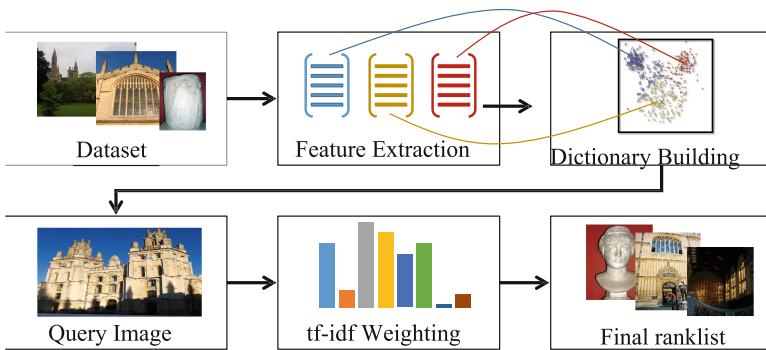 Dataset
Feature Extraction
Dictionary Building
Query Image
tf-idf Weighting
Final ranklist